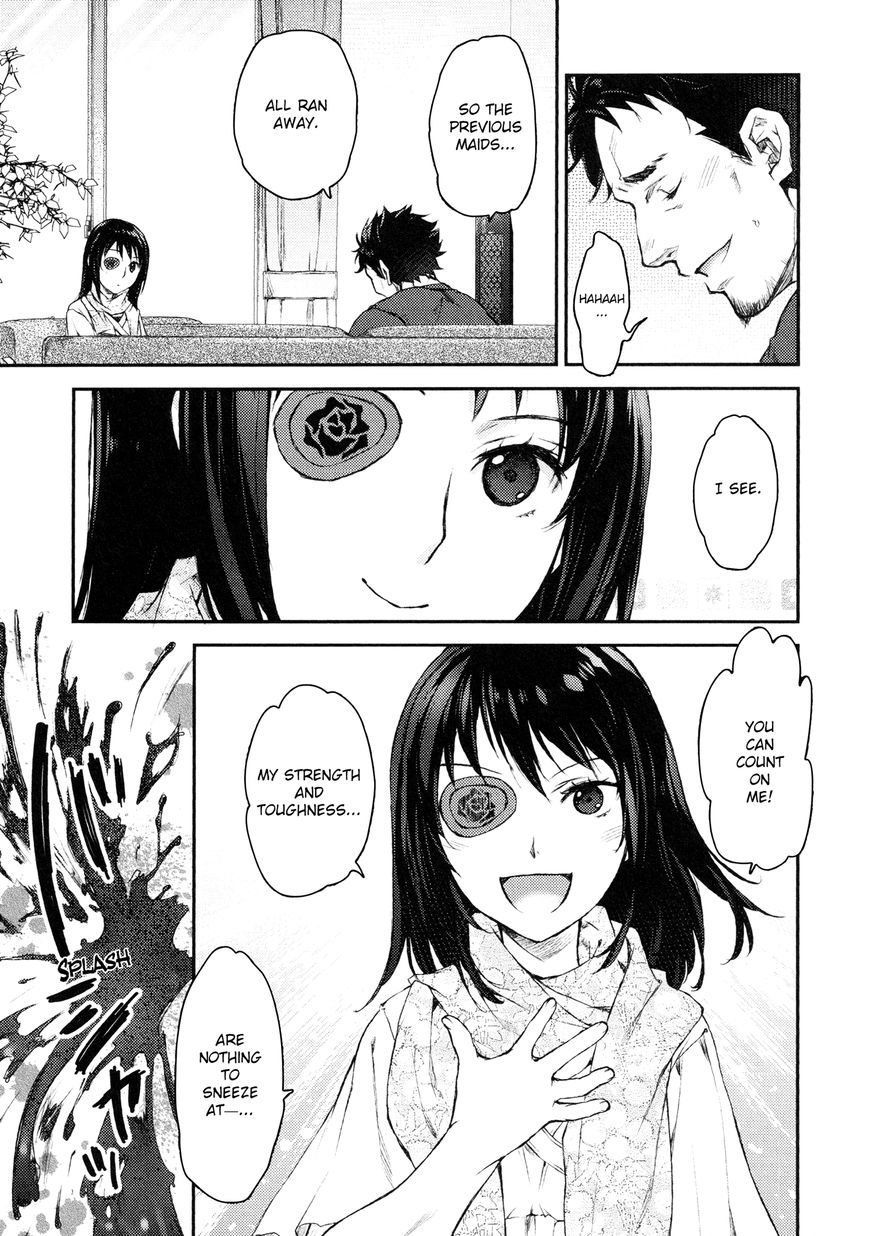 HAHAAH
...
SO THE
PREVIOUS
MAIDS...
ALL RAN
AWAY.
I SEE.
YOU
CAN
COUNT
ON
ME!
MY STRENGTH
AND
TOUGHNESS...
ARE
NOTHING
TO
SNEEZE
AT—...
SPLASH